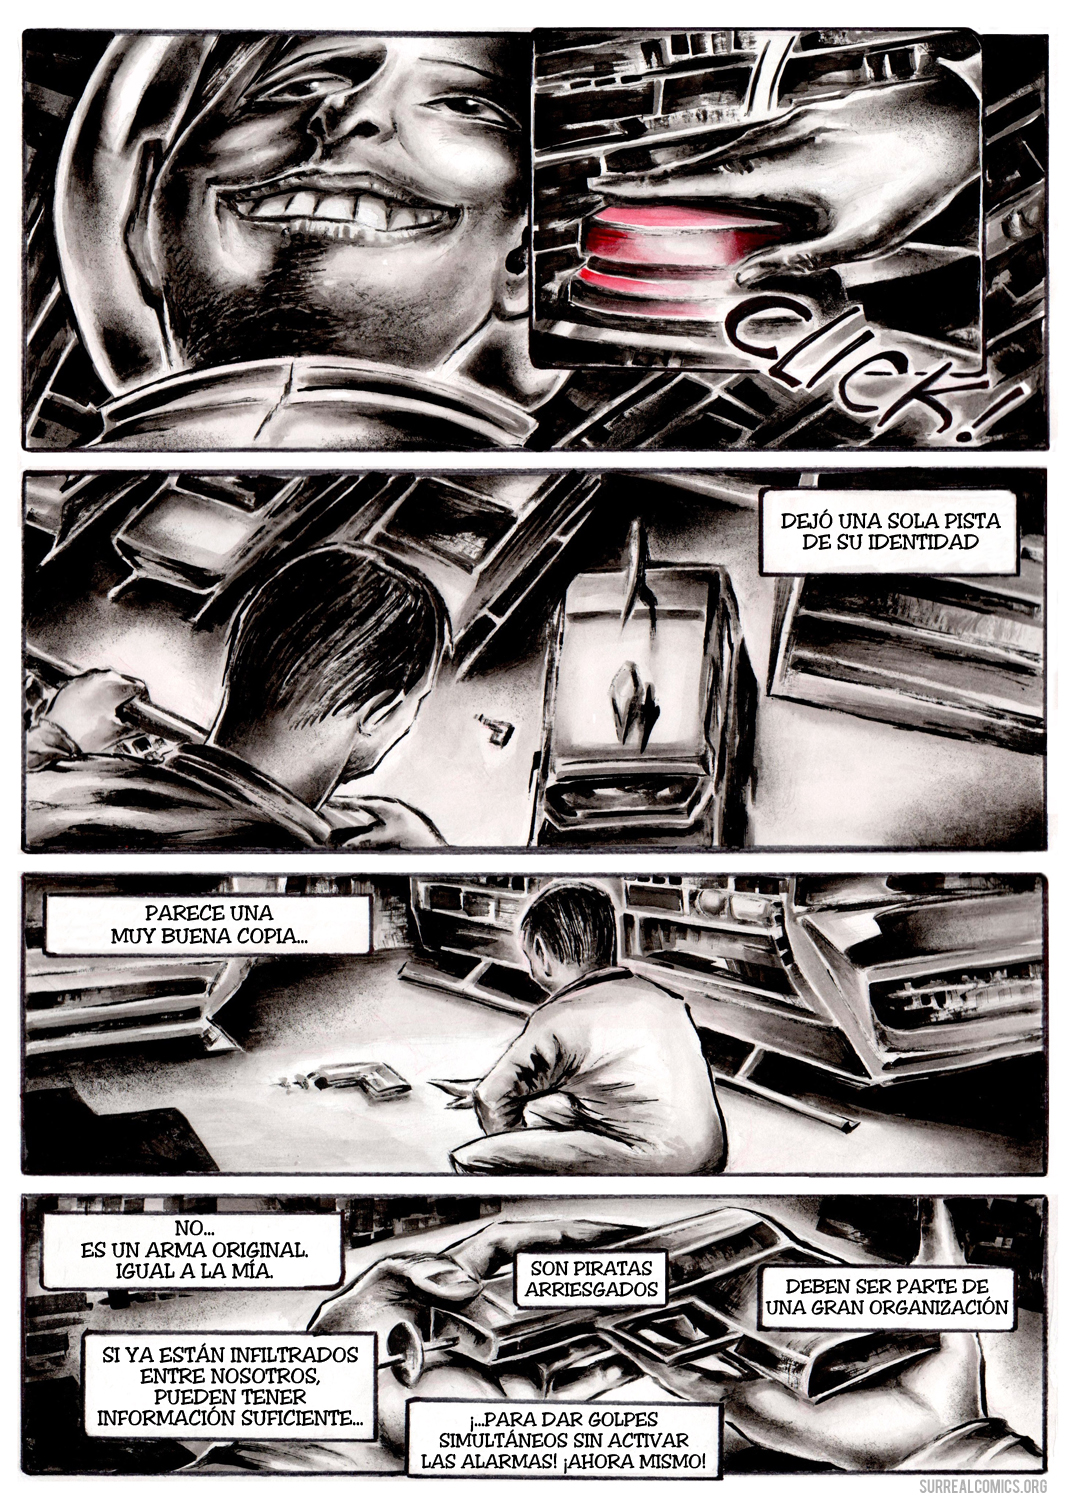 CLICK!
DEJÓ UNA SOLA PISTA
DE SU IDENTIDAD
PARECE UNA
MUY BUENA COPIA...
NO...
ES UN ARMA ORIGINAL.
IGUAL A LA MÍA.
SON PIRATAS
ARRIESGADOS
DEBEN SER PARTE DE
UNA GRAN ORGANIZACIÓN
SI YA ESTÁN INFILTRADOS
ENTRE NOSOTROS,
PUEDEN TENER
INFORMACIÓN SUFICIENTE...
¡...PARA DAR GOLPES
SIMULTÁNEOS SIN ACTIVAR
LAS ALARMAS! ¡AHORA MISMO!
SURREALCOMICS.ORG